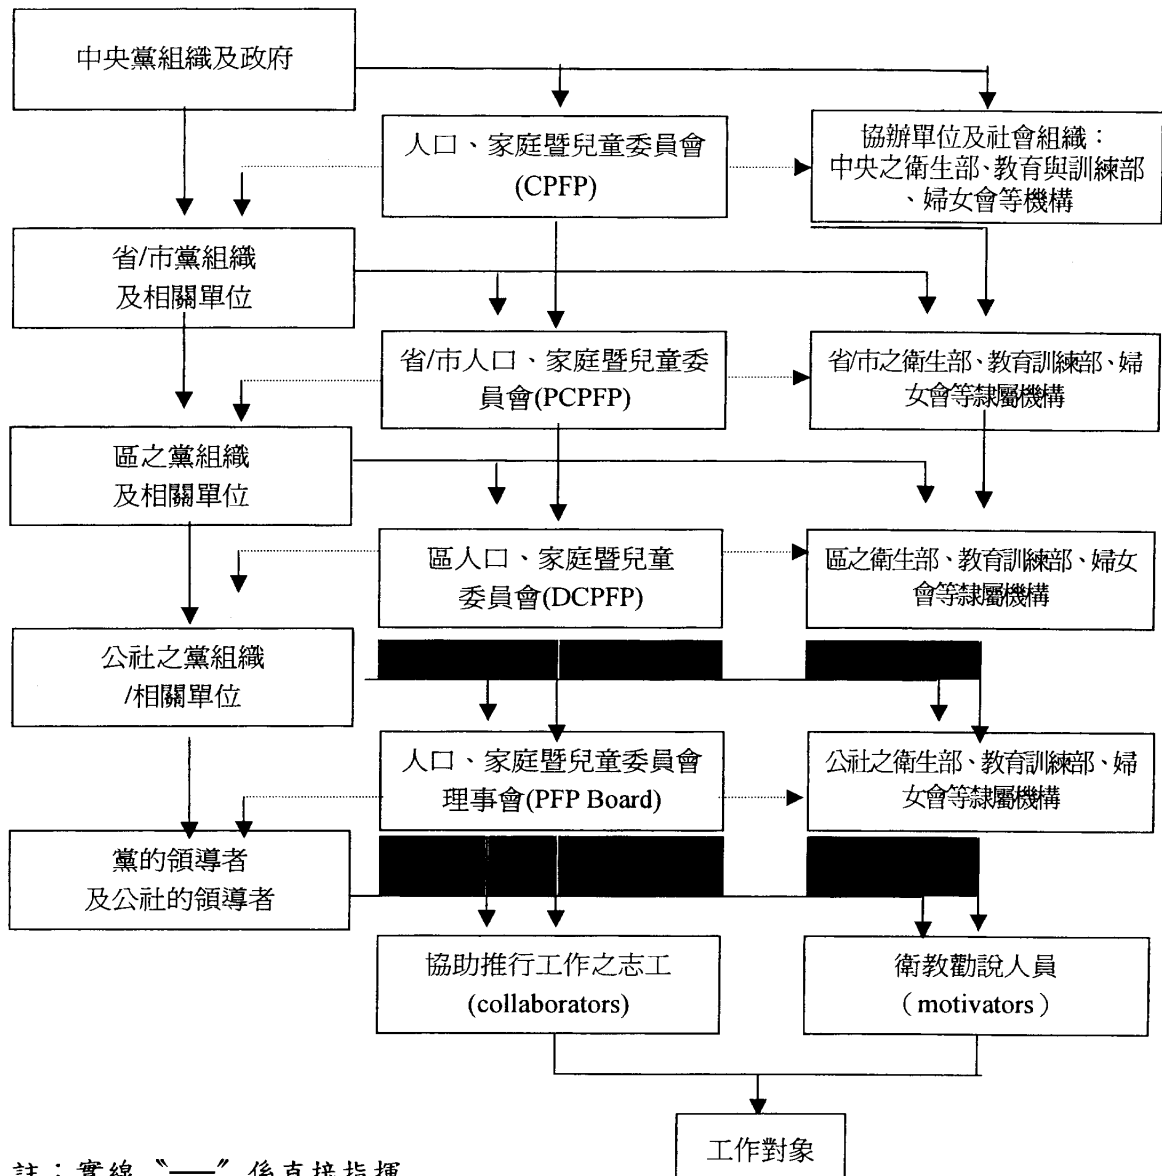 中央黨組織及政府
人口、家庭暨兒童委員會
(CPFP)
協辦單位及社會組織：
中央之衛生部、教育與訓練部
、婦女會等機構
省/市黨組織
及相關單位
省/市人口、家庭暨兒童委
員會(PCPFP)
省/市之衛生部、教育訓練部、婦
女會等隸屬機構
區之黨組織
及相關單位
區人口、家庭暨兒童
委員會(DCPFP)
區之衛生部、教育訓練部、婦女
會等隸屬機構
公社之黨組織
/相關單位
人口、家庭暨兒童委員會
理事會(PFP Board)
公社之衛生部、教育訓練部、婦
女會等隸屬機構
黨的領導者
及公社的領導者
協助推行工作之志工
(collaborators)
衛教勸說人員
（motivators）
工作對象
註：實線〝──〞係直接指揮